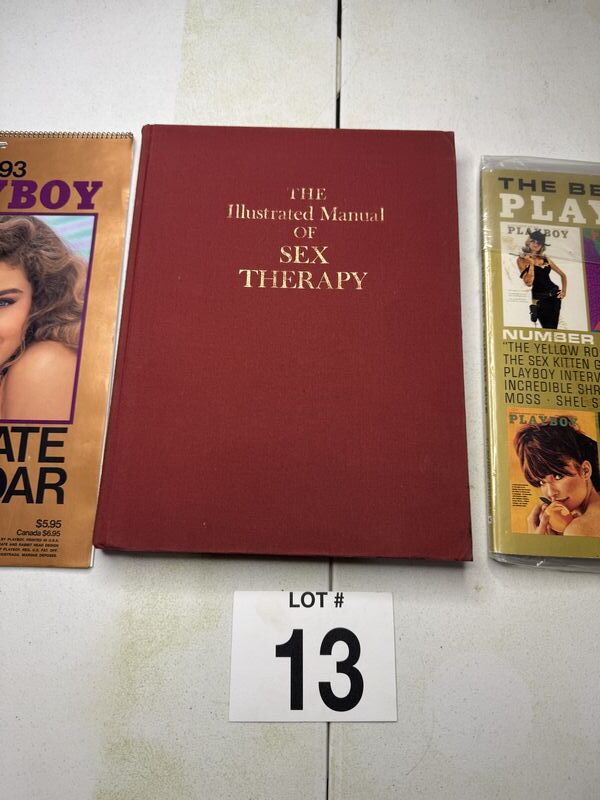 93
YBOY
ATE
DAR
$5.95
Canada $6.95
THE
Illustrated Manual
OF
SEX
THERAPY
THE BE
PLAY
PLAYBOY
NUMBER
"THE YELLOW RO
THE SEX KITTEN G
PLAYBOY INTERV
INCREDIBLE SHR
MOSS · SHEL S
PLAYBOY
LOT #
13